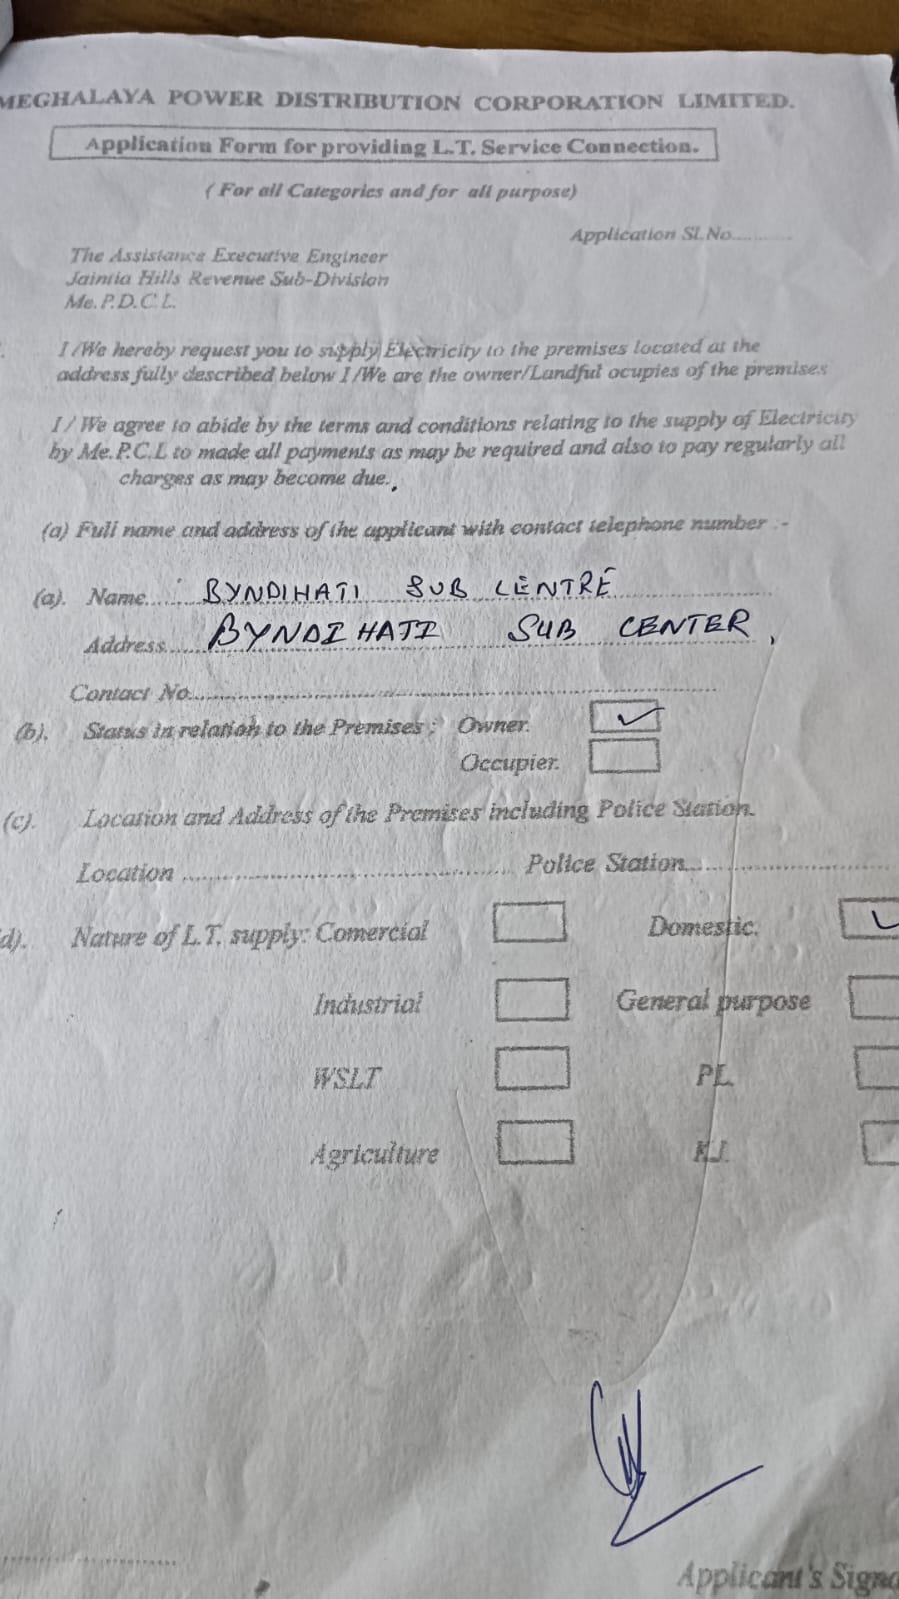 MEGHALAYA POWER DISTRIBUTION CORPORATION LIMITED.
Application Form for providing L.T. Service Connection.
( For all Categories and for all purpose)
Application Sl.No............
The Assistance Executive Engineer
Jaintia Hills Revenue Sub-Division
Me.P.D.C.L.
I/We hereby request you to supply Electricity to the premises located at the
address fully described below I/We are the owner/Landful ocupies of the premises
I/ We agree to abide by the terms and conditions relating to the supply of Electricity
by Me.P.C.L to made all payments as may be required and also to pay regularly all
charges as may become due.
(a) Full name and address of the applicant with contact telephone number :-
(a). Name........ BYNDIHATI SUB CENTRE
Address...... BYNDIHATI SUB CENTER,
Contact No.............
(b). Status in relation to the Premises : Owner. ✓
Occupier.
(c). Location and Address of the Premises including Police Station.
Location .............. Police Station..............
d). Nature of L.T. supply: Comercial Domestic. ✓
Industrial General purpose
WSLT PL
Agriculture KJ.
Applicant's Signa